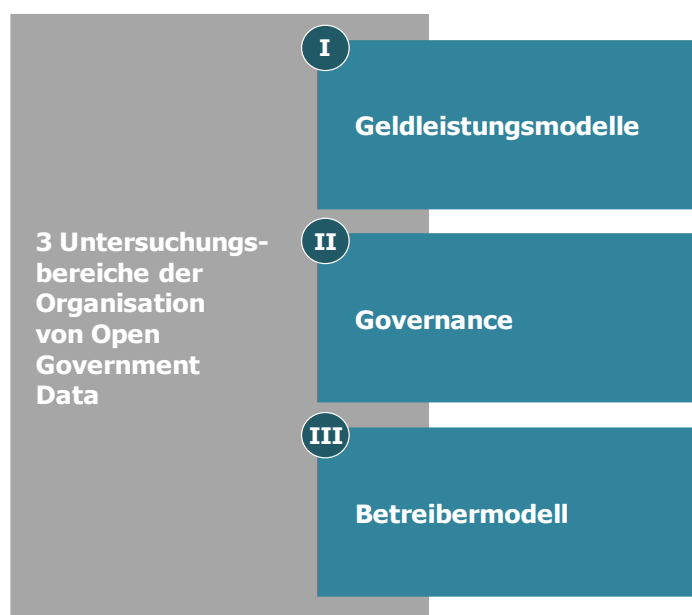 3 Untersuchungs-
bereiche der
Organisation
von Open
Government
Data
I
Geldleistungsmodelle
II
Governance
III
Betreibermodell